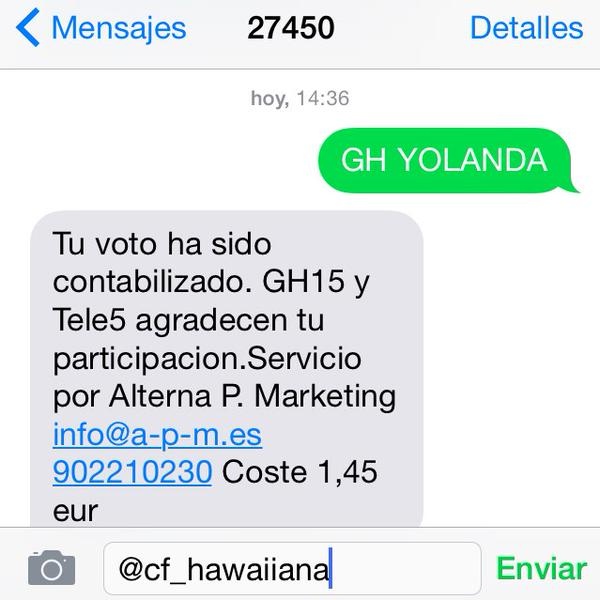 Mensajes 27450 Detalles
hoy, 14:36
GH YOLANDA
Tu voto ha sido
contabilizado. GH15 y
Tele5 agradecen tu
participacion.Servicio
por Alterna P. Marketing
info@a-p-m.es
902210230 Coste 1,45
eur
@cf_hawaiiana Enviar